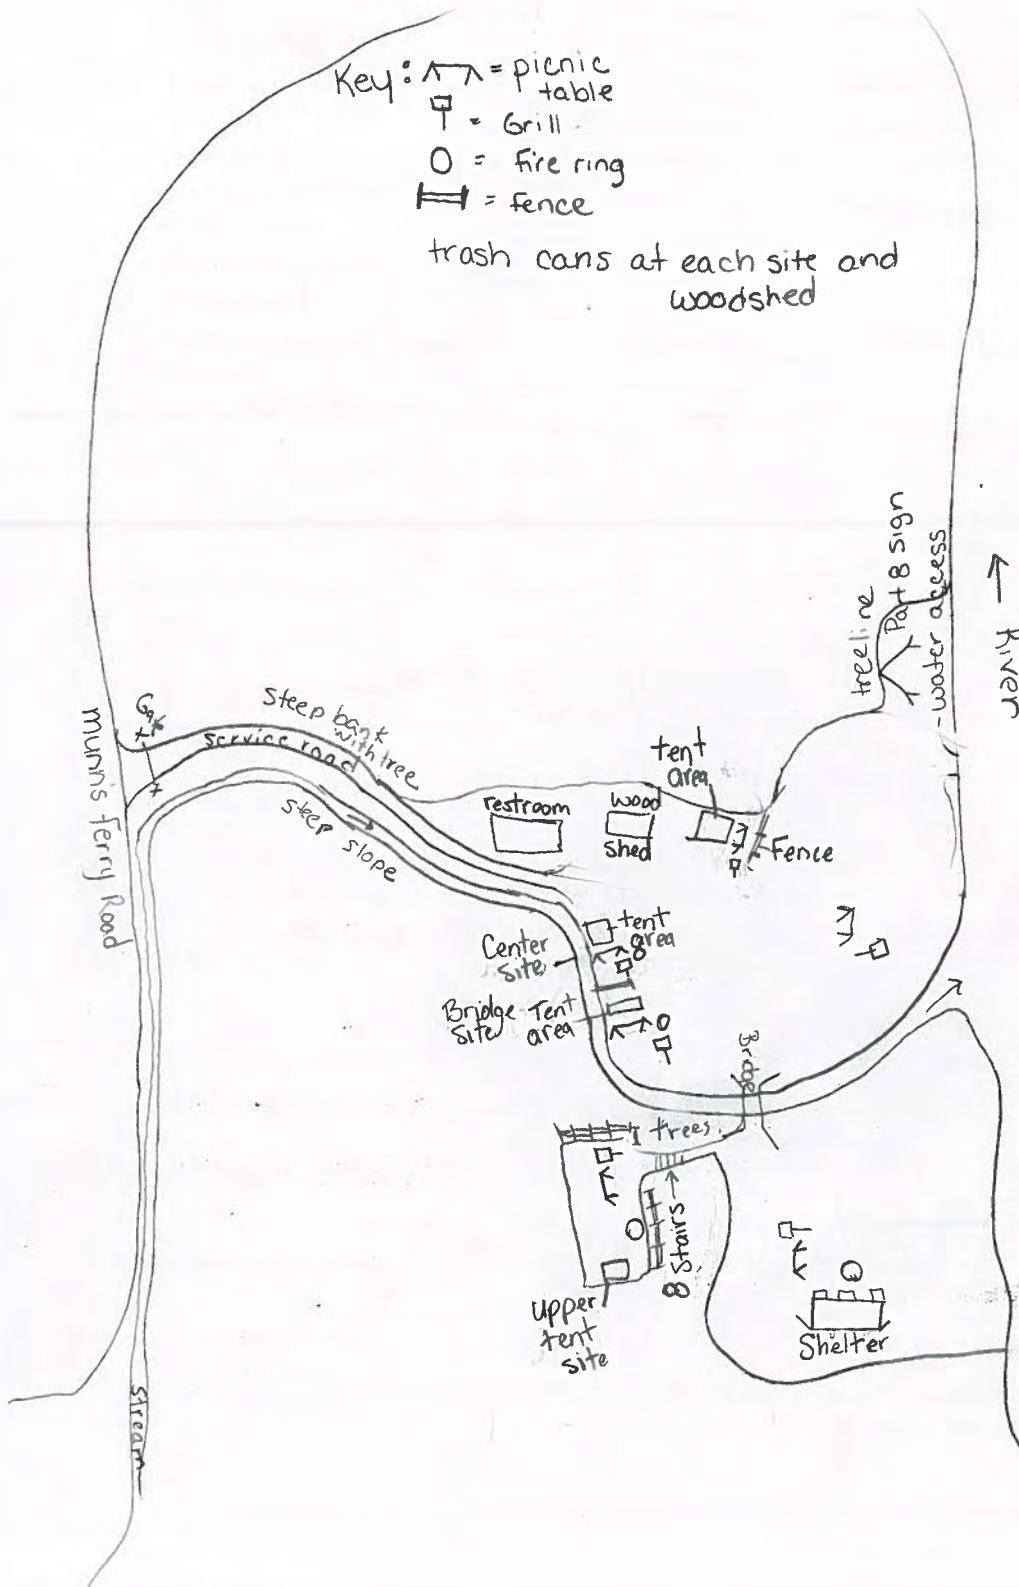 Key: = picnic
table
= Grill
= fire ring
= fence
trash cans at each site and
woodshed
treeline
Part 8 sign
water access
← River
Gate
Munn's Ferry Road
Steep bank
with tree
Service road
steep slope
restroom
wood
shed
tent
area
Fence
Center
site
tent
area
Bridge
site
Tent
area
Bridge
trees
8 Stairs
upper
tent
site
Shelter
stream